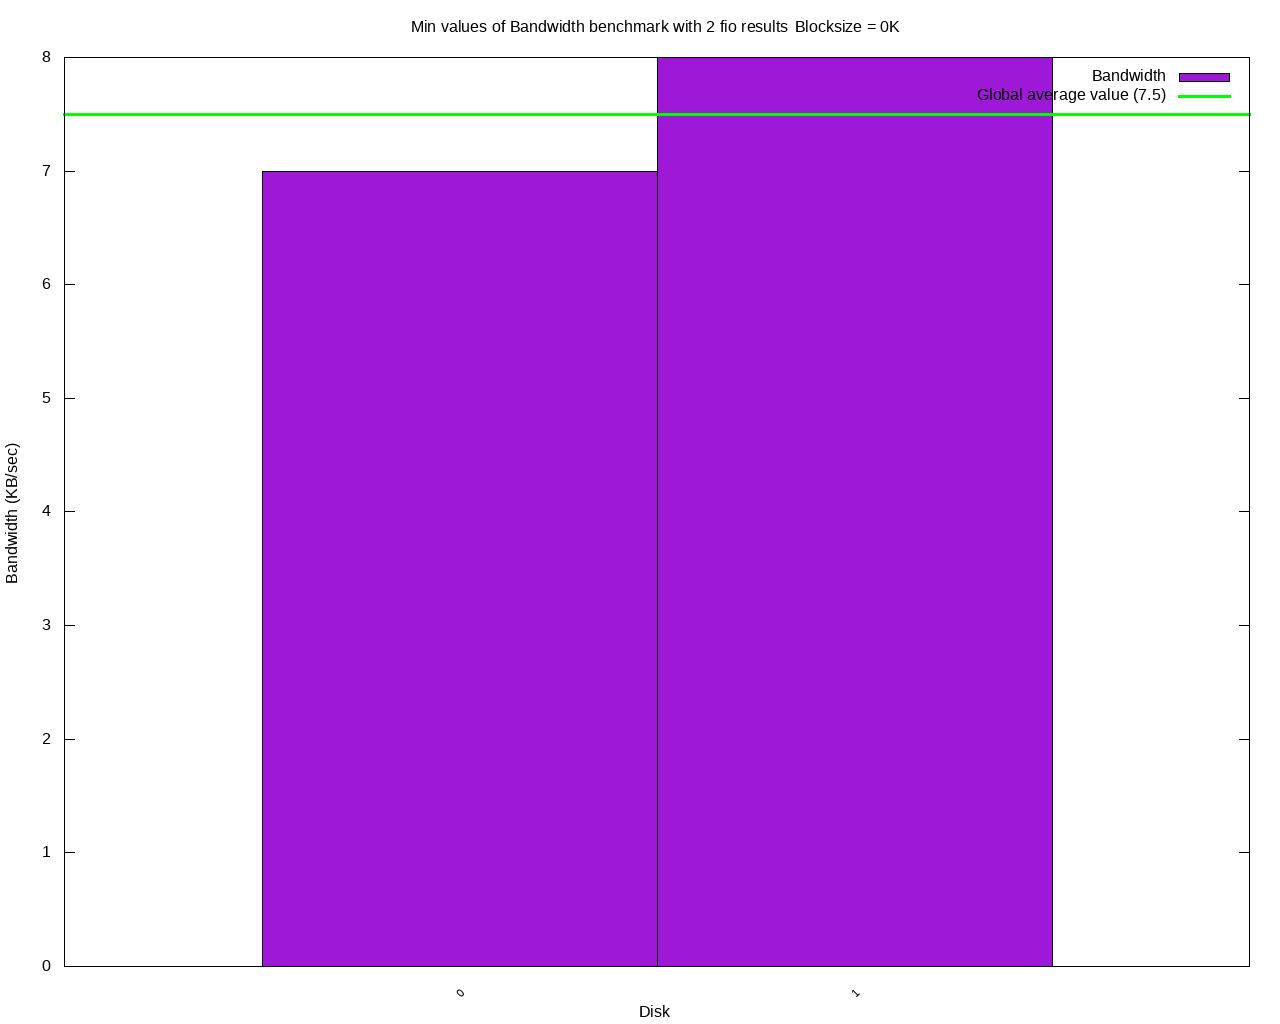 Min values of Bandwidth benchmark with 2 fio results Blocksize = 0K
Bandwidth
Global average value (7.5)
8
7
6
5
4
3
2
1
0
Bandwidth (KB/sec)
0
1
Disk